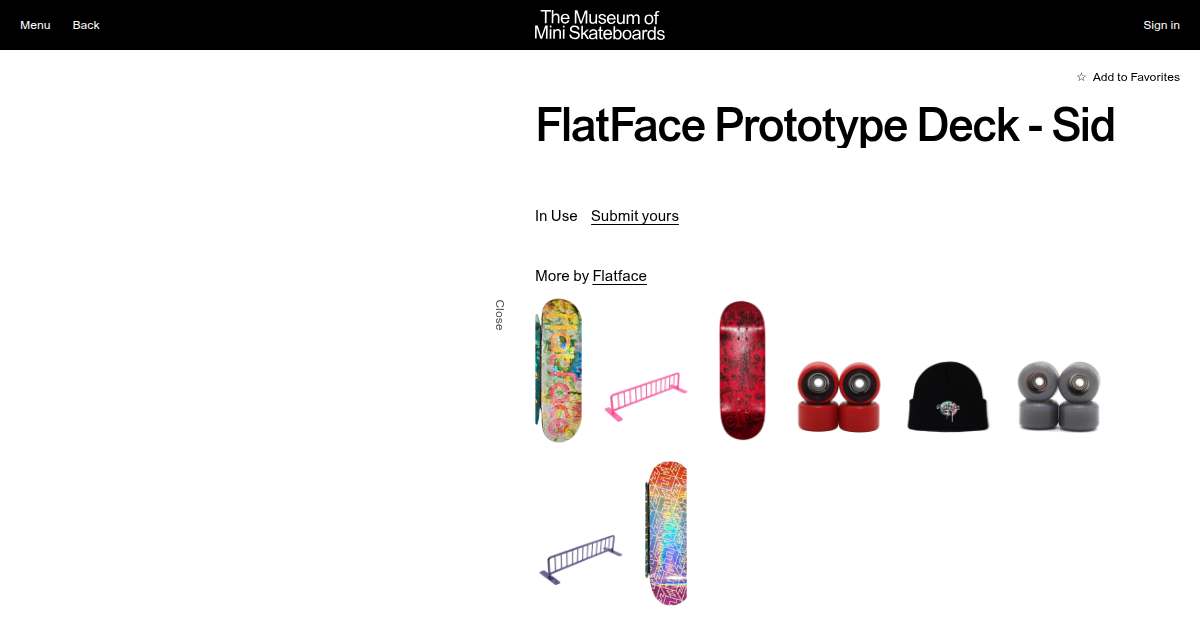 Menu
Back
The Museum of
Mini Skateboards
Sign in
☆ Add to Favorites
FlatFace Prototype Deck - Sid
In Use
Submit yours
More by Flatface
Close